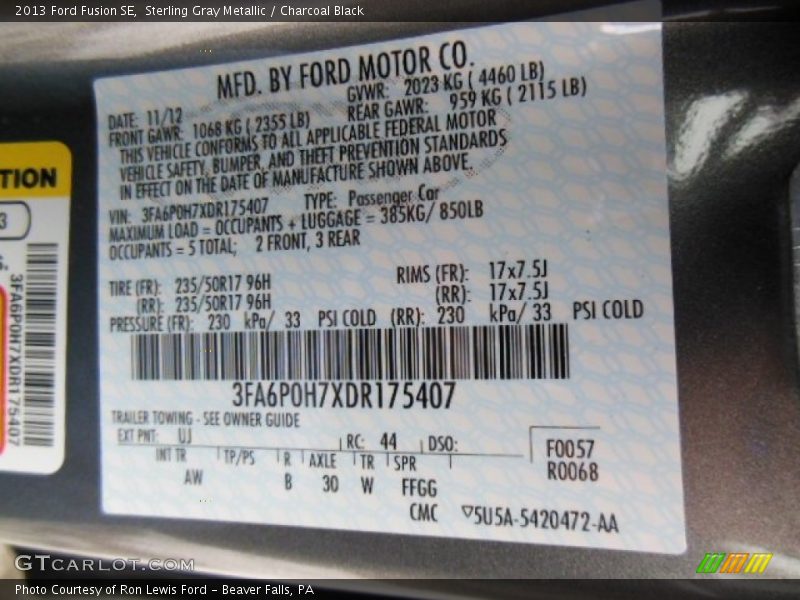 2013 Ford Fusion SE, Sterling Gray Metallic / Charcoal Black
MFD. BY FORD MOTOR CO.
DATE: 11/12 GVWR: 2023 KG ( 4460 LB)
FRONT GAWR: 1068 KG ( 2355 LB) REAR GAWR: 959 KG ( 2115 LB)
THIS VEHICLE CONFORMS TO ALL APPLICABLE FEDERAL MOTOR
VEHICLE SAFETY, BUMPER, AND THEFT PREVENTION STANDARDS
IN EFFECT ON THE DATE OF MANUFACTURE SHOWN ABOVE.
VIN: 3FA6P0H7XDR175407 TYPE: Passenger Car
MAXIMUM LOAD = OCCUPANTS + LUGGAGE = 385KG/ 850LB
OCCUPANTS = 5 TOTAL; 2 FRONT, 3 REAR
TIRE (FR): 235/50R17 96H RIMS (FR): 17x7.5J
(RR): 235/50R17 96H (RR): 17x7.5J
PRESSURE (FR): 230 kPa/ 33 PSI COLD (RR): 230 kPa/ 33 PSI COLD
3FA6P0H7XDR175407
TRAILER TOWING - SEE OWNER GUIDE
EXT PNT: UJ RC: 44 DSO: F0057
INT TR TP/PS R AXLE TR SPR R0068
AW B 30 W FFGG
CMC ▽5U5A-5420472-AA
TION
3
3FA6P0H7XDR175407
GTCARLOT.COM
Photo Courtesy of Ron Lewis Ford - Beaver Falls, PA